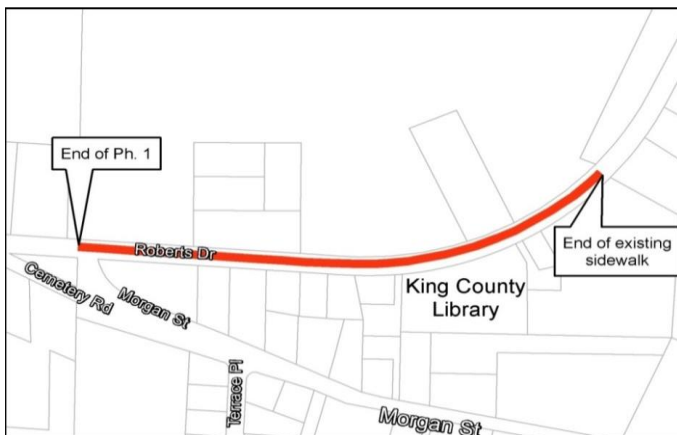 End of Ph. 1
Roberts Dr
End of existing
sidewalk
Cemetery Rd
Morgan St
King County
Library
Terrace Pl
Morgan St